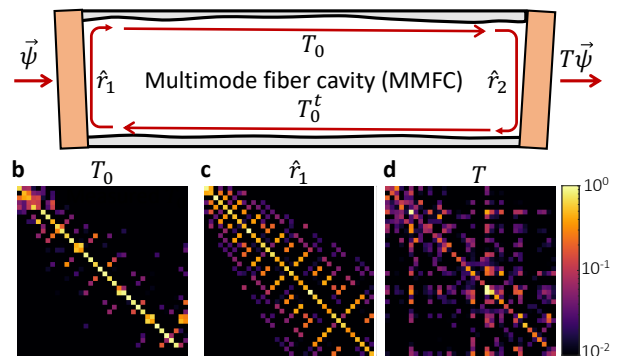 T₀
ψ⃗
Tψ⃗
r̂₁
Multimode fiber cavity (MMFC)
r̂₂
T₀ᵗ
b T₀ c r̂₁ d T
10⁰
10⁻¹
10⁻²